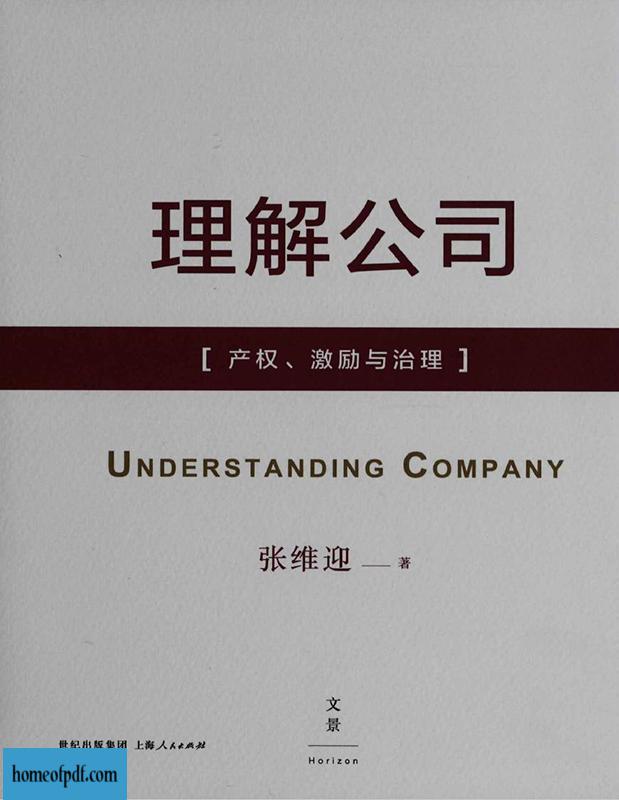 理解公司
[ 产权、激励与治理 ]
UNDERSTANDING COMPANY
张维迎 —— 著
文
景
Horizon
世纪出版集团 上海人民出版社
homeofpdf.com